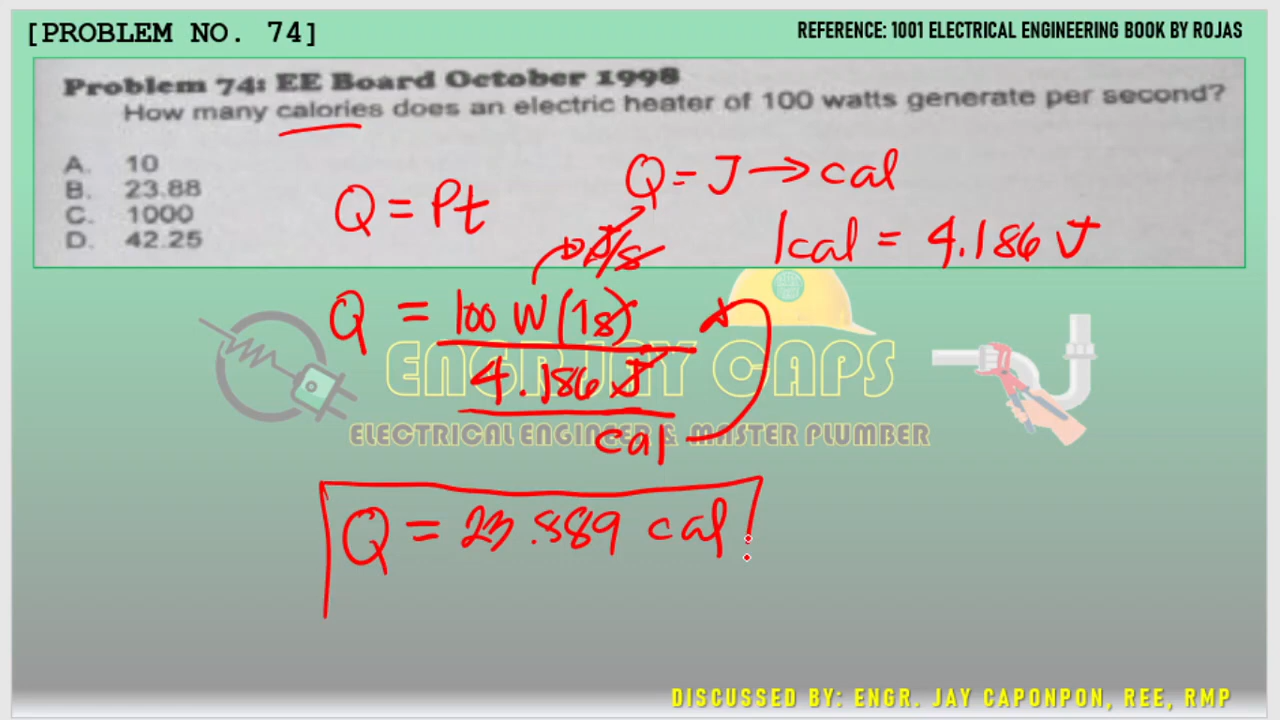 [PROBLEM NO. 74]
REFERENCE: 1001 ELECTRICAL ENGINEERING BOOK BY ROJAS
Problem 74: EE Board October 1998
How many calories does an electric heater of 100 watts generate per second?
A. 10
B. 23.88
C. 1000
D. 42.25
Q = Pt
Q = J → cal
1cal = 4.186 J
J/s
Q = 100 W (1s)
4.186 J
cal
ENGR JAY CAPS
ELECTRICAL ENGINEER & MASTER PLUMBER
Q = 23.889 cal
DISCUSSED BY: ENGR. JAY CAPONPON, REE, RMP